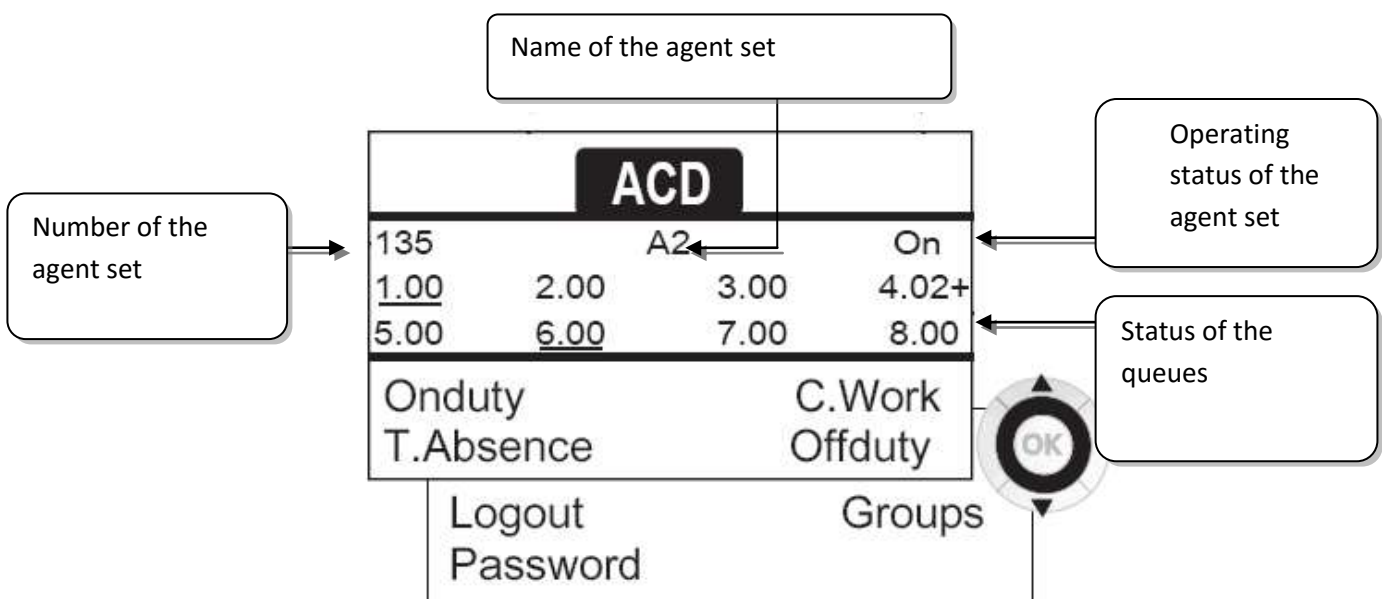 Name of the agent set
Operating
status of the
agent set
Number of the
agent set
ACD
135 A2 On
1.00 2.00 3.00 4.02+
5.00 6.00 7.00 8.00
Status of the
queues
Onduty C.Work
T.Absence Offduty
OK
Logout Groups
Password